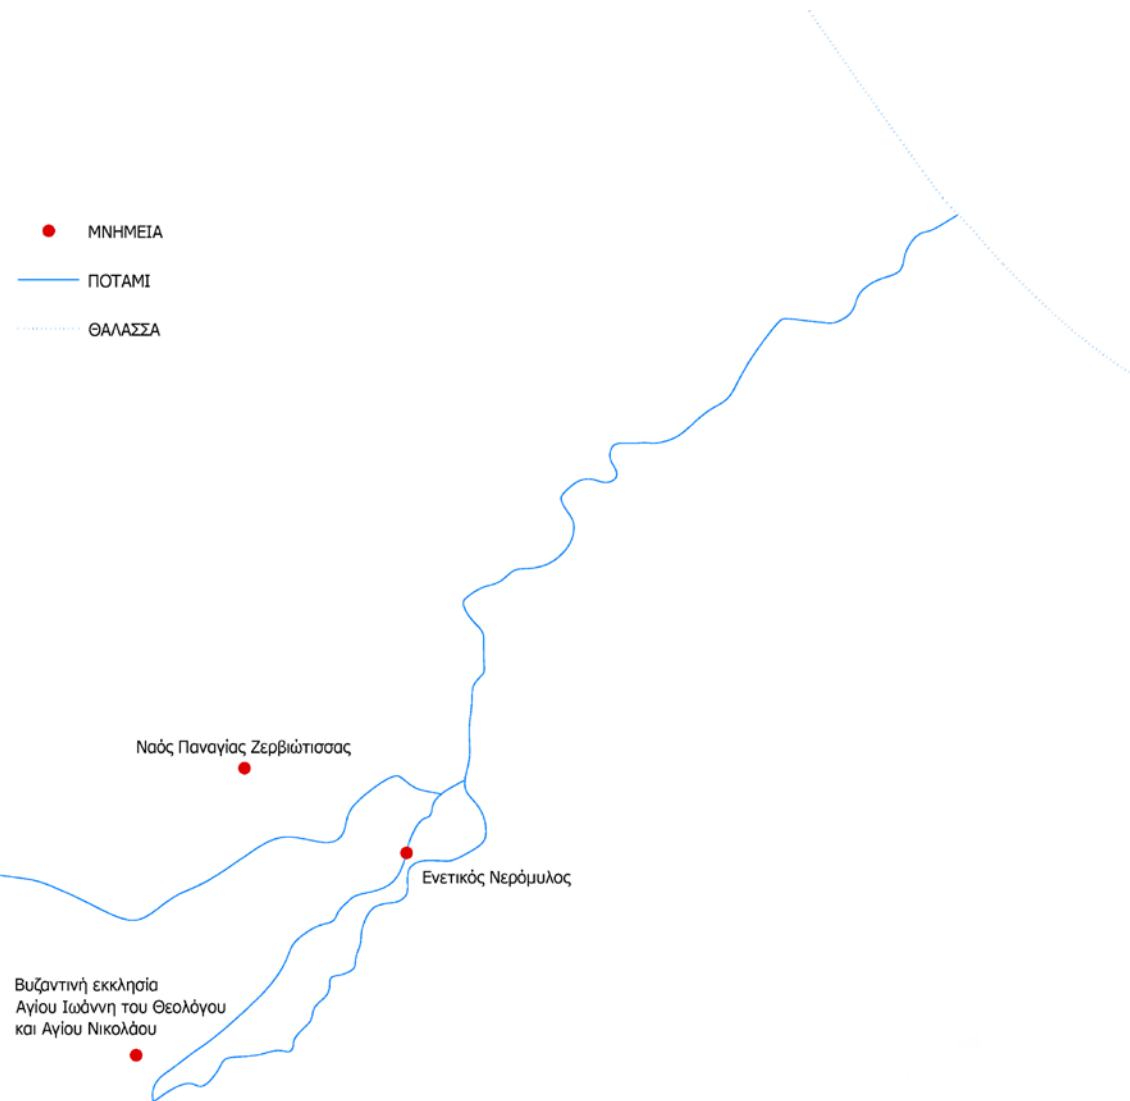 ΜΝΗΜΕΙΑ
ΠΟΤΑΜΙ
ΘΑΛΑΣΣΑ
Ναός Παναγίας Ζερβιώτισσας
Ενετικός Νερόμυλος
Βυζαντινή εκκλησία
Αγίου Ιωάννη του Θεολόγου
και Αγίου Νικολάου